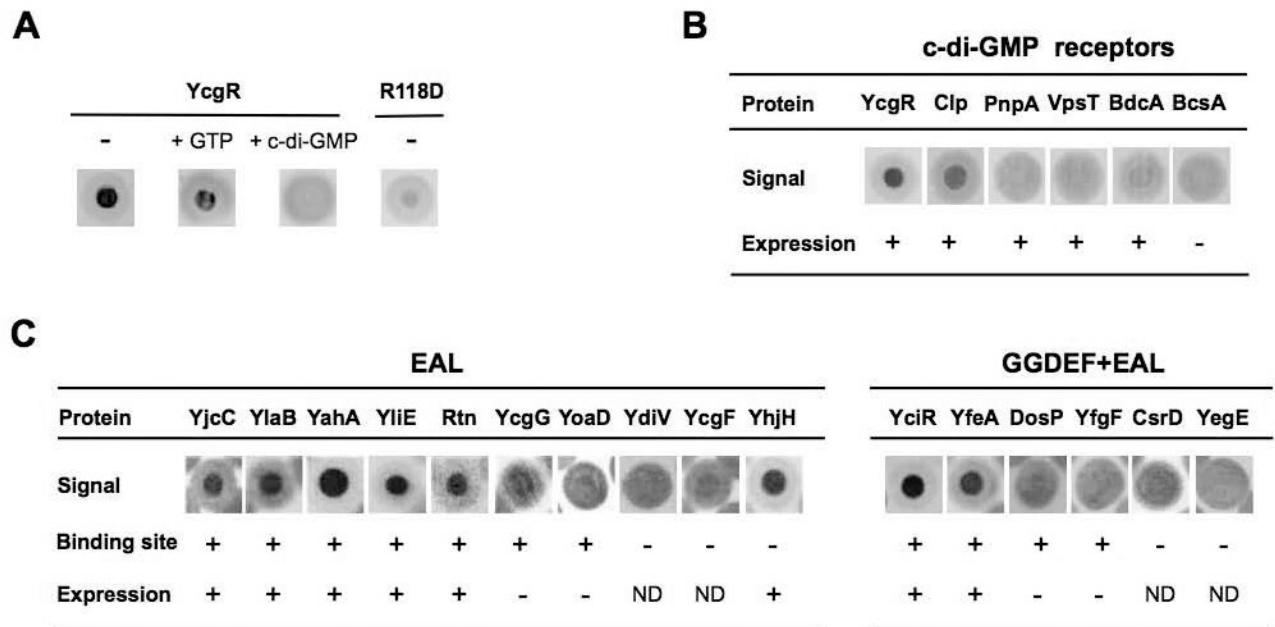 A
YcgR R118D
- + GTP + c-di-GMP -
B
c-di-GMP receptors
Protein YcgR Clp PnpA VpsT BdcA BcsA
Signal
Expression + + + + + -
C
EAL
Protein YjcC YlaB YahA YliE Rtn YcgG YoaD YdiV YcgF YhjH
Signal
Binding site + + + + + + + - - -
Expression + + + + + - - ND ND +
GGDEF+EAL
YciR YfeA DosP YfgF CsrD YegE
+ + + + - -
+ + - - ND ND